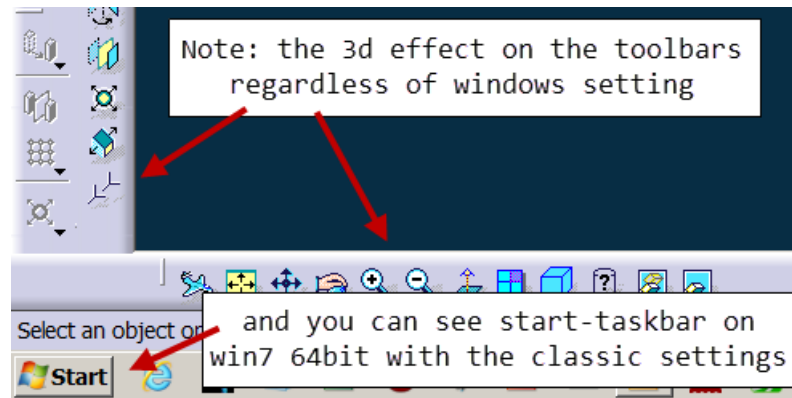 Note: the 3d effect on the toolbars
regardless of windows setting
?
Select an object or
and you can see start-taskbar on
win7 64bit with the classic settings
Start